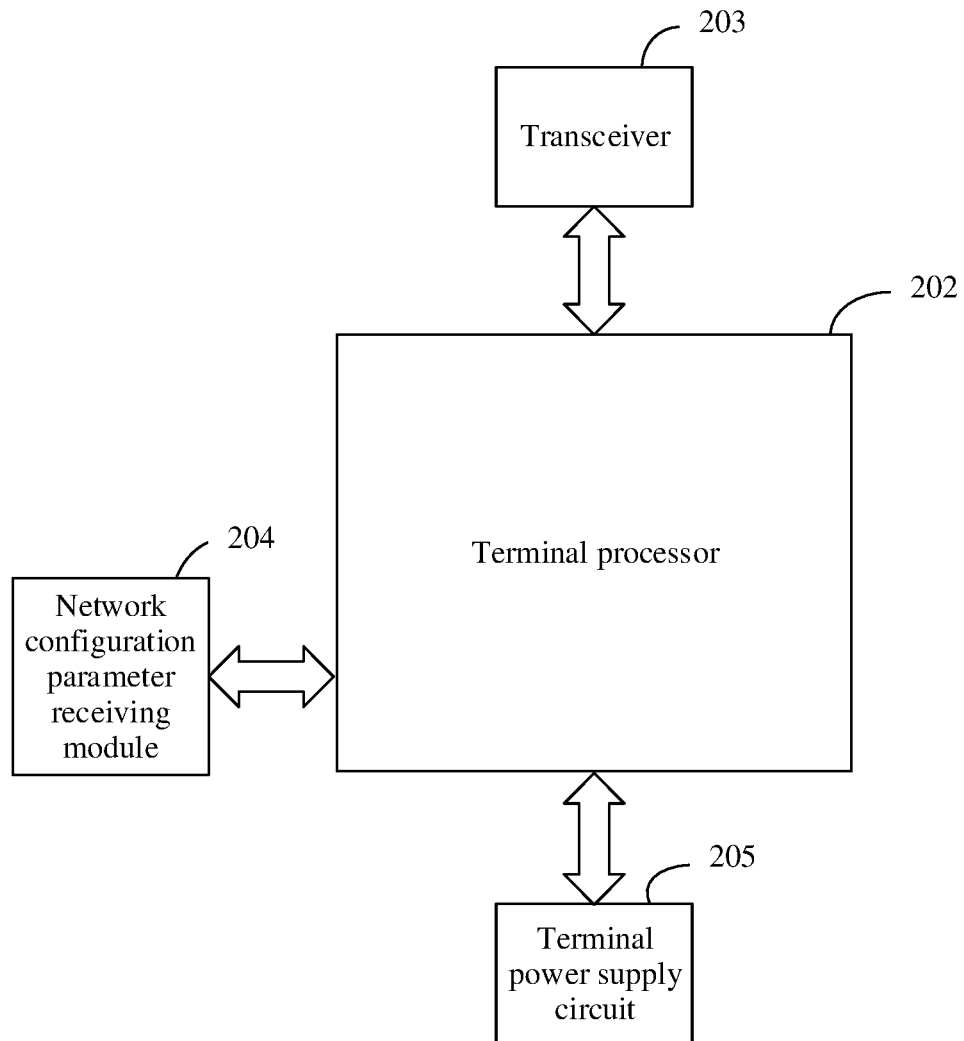 203
Transceiver
202
Terminal processor
204
Network
configuration
parameter
receiving
module
205
Terminal
power supply
circuit